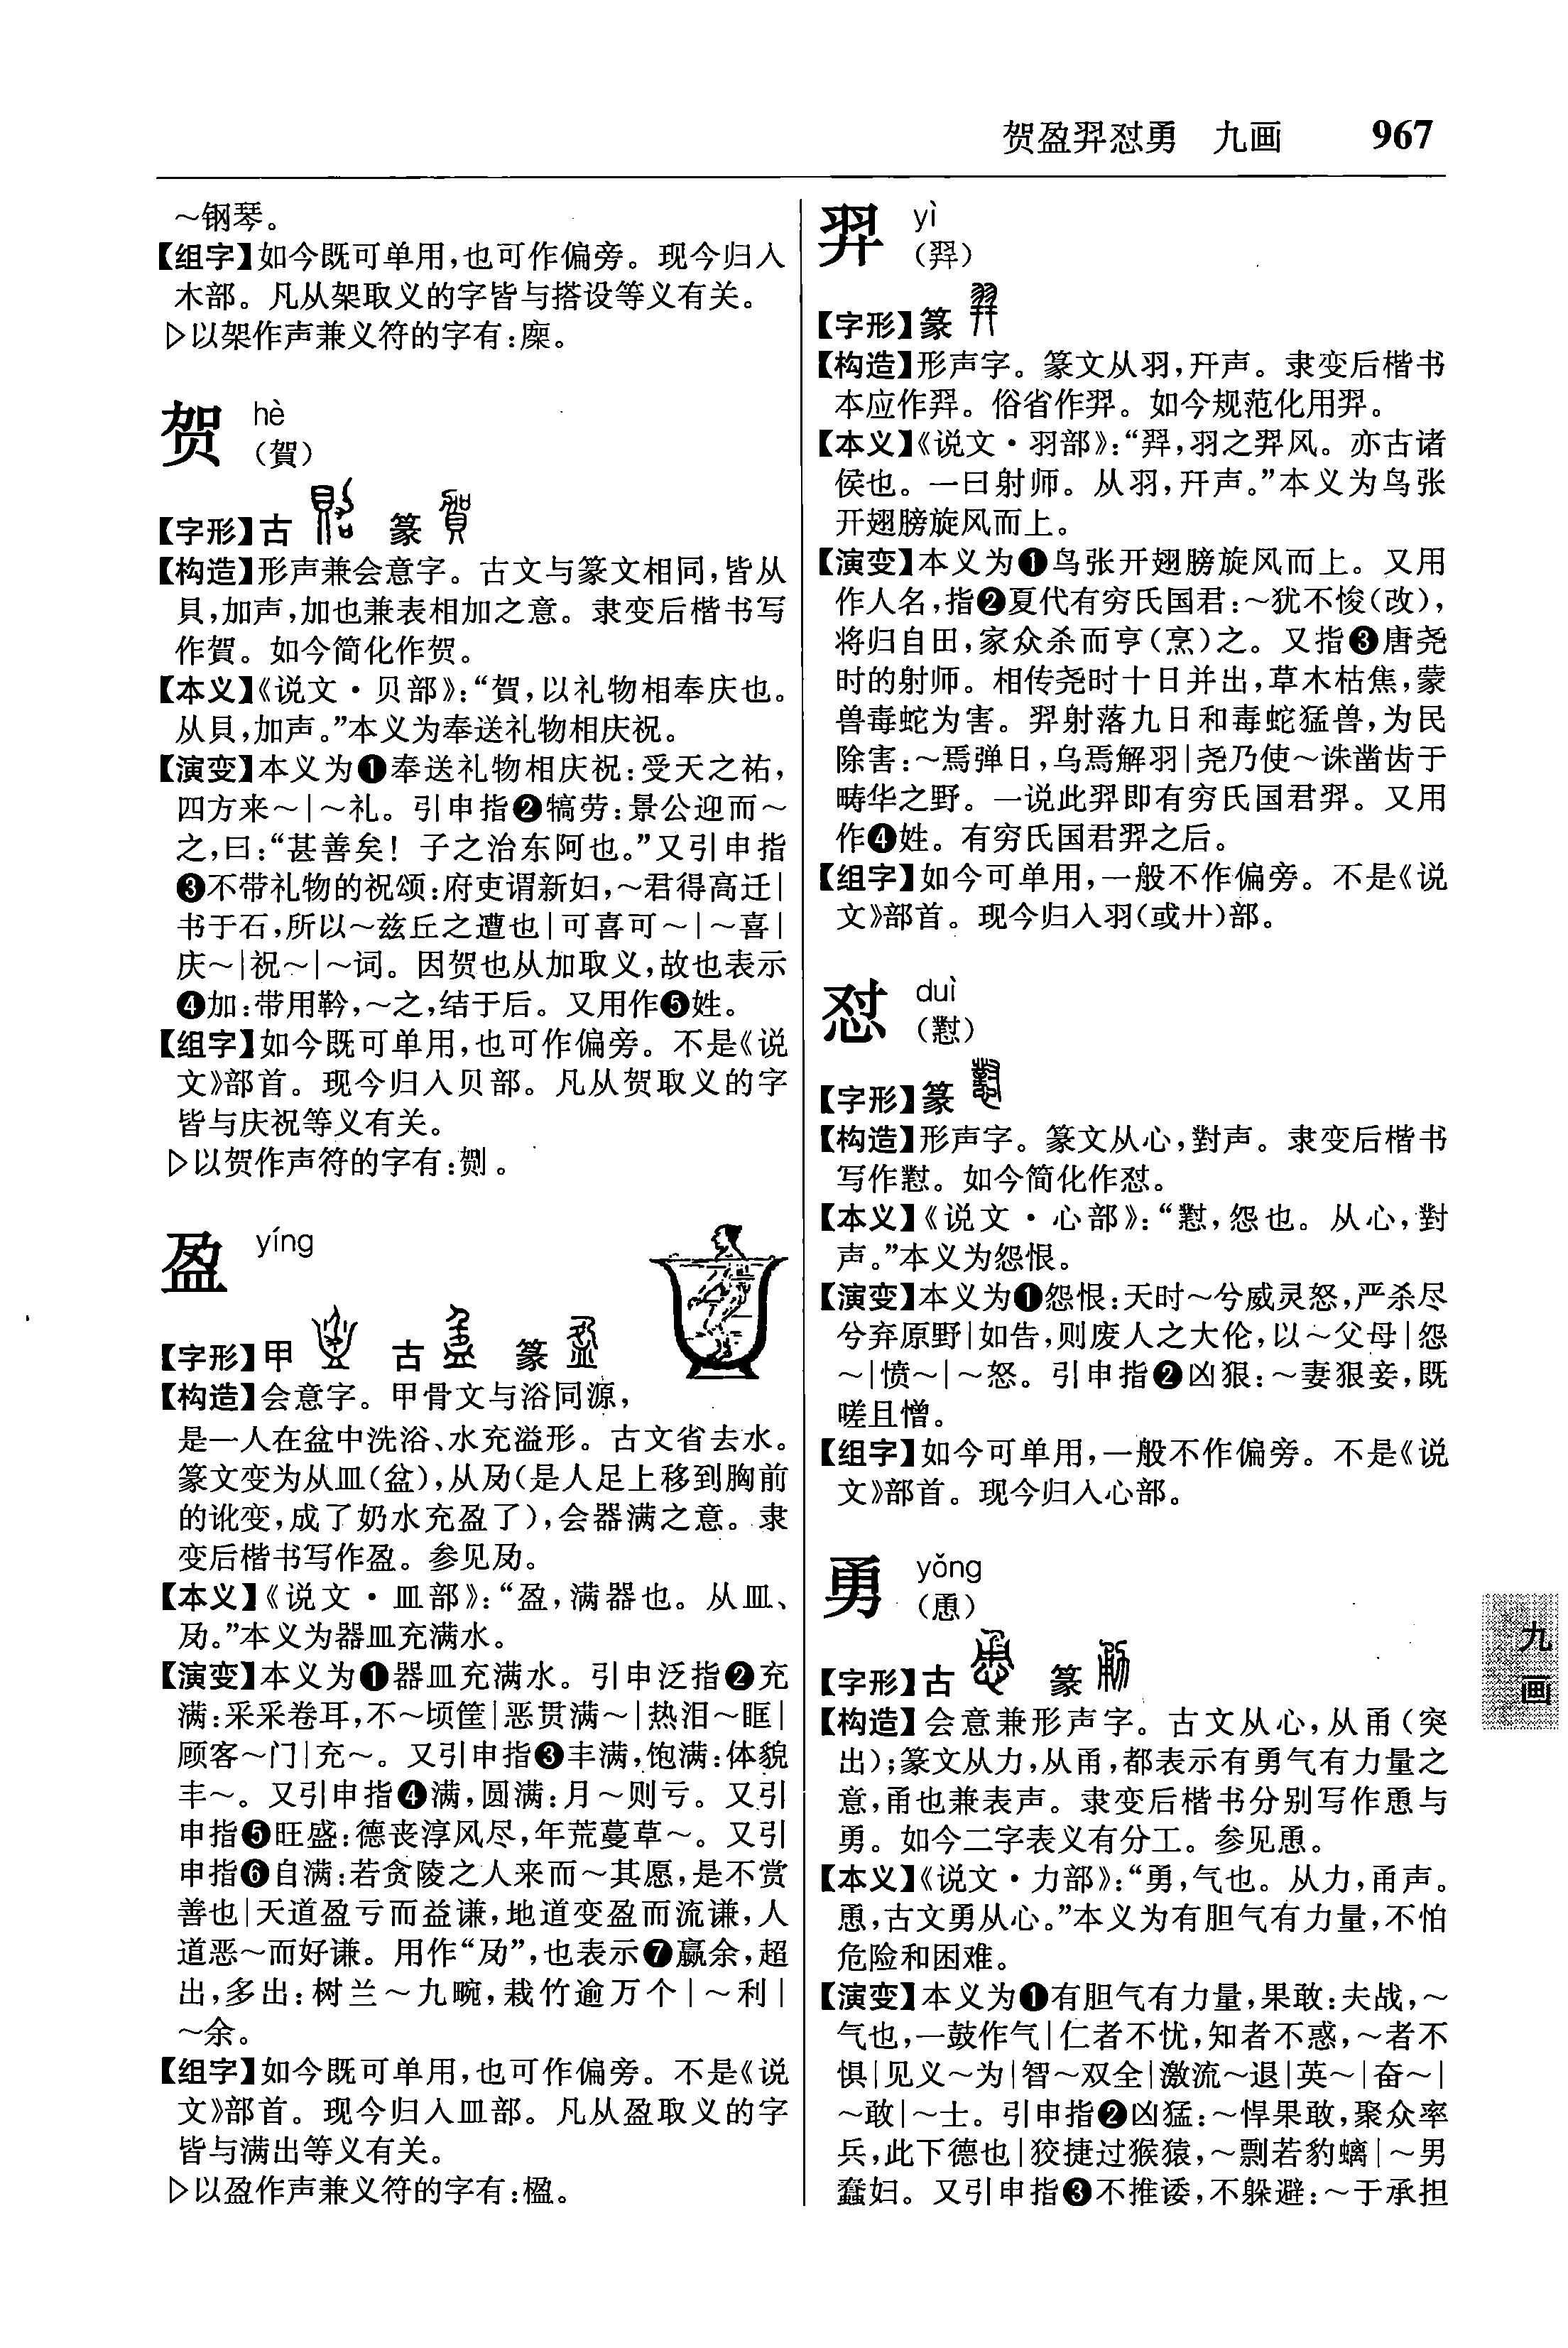 贺盈羿怼勇　九画　967
～钢琴。
【组字】如今既可单用,也可作偏旁。现今归入
木部。凡从架取义的字皆与搭设等义有关。
▷以架作声兼义符的字有:㮫。
贺 hè
(賀)
【字形】古　篆
【构造】形声兼会意字。古文与篆文相同,皆从
貝,加声,加也兼表相加之意。隶变后楷书写
作賀。如今简化作贺。
【本义】《说文·贝部》:“賀,以礼物相奉庆也。
从貝,加声。”本义为奉送礼物相庆祝。
【演变】本义为❶奉送礼物相庆祝:受天之祐,
四方来～|～礼。引申指❷犒劳:景公迎而～
之,曰:“甚善矣! 子之治东阿也。”又引申指
❸不带礼物的祝颂:府吏谓新妇,～君得高迁|
书于石,所以～兹丘之遭也|可喜可～|～喜|
庆～|祝～|～词。因贺也从加取义,故也表示
❹加:带用靲,～之,结于后。又用作❺姓。
【组字】如今既可单用,也可作偏旁。不是《说
文》部首。现今归入贝部。凡从贺取义的字
皆与庆祝等义有关。
▷以贺作声符的字有: 。
盈 yíng
【字形】甲　古　篆
【构造】会意字。甲骨文与浴同源,
是一人在盆中洗浴、水充溢形。古文省去水。
篆文变为从皿(盆),从夃(是人足上移到胸前
的讹变,成了奶水充盈了),会器满之意。隶
变后楷书写作盈。参见夃。
【本义】《说文·皿部》:“盈,满器也。从皿、
夃。”本义为器皿充满水。
【演变】本义为❶器皿充满水。引申泛指❷充
满:采采卷耳,不～顷筐|恶贯满～|热泪～眶|
顾客～门|充～。又引申指❸丰满,饱满:体貌
丰～。又引申指❹满,圆满:月～则亏。又引
申指❺旺盛:德丧淳风尽,年荒蔓草～。又引
申指❻自满:若贪陵之人来而～其愿,是不赏
善也|天道盈亏而益谦,地道变盈而流谦,人
道恶～而好谦。用作“夃”,也表示❼赢余,超
出,多出:树兰～九畹,栽竹逾万个|～利|
～余。
【组字】如今既可单用,也可作偏旁。不是《说
文》部首。现今归入皿部。凡从盈取义的字
皆与满出等义有关。
▷以盈作声兼义符的字有:楹。
羿 yì
(羿)
【字形】篆
【构造】形声字。篆文从羽,幵声。隶变后楷书
本应作羿。俗省作羿。如今规范化用羿。
【本义】《说文·羽部》:“羿,羽之羿风。亦古诸
侯也。一曰射师。从羽,幵声。”本义为鸟张
开翅膀旋风而上。
【演变】本义为❶鸟张开翅膀旋风而上。又用
作人名,指❷夏代有穷氏国君:～犹不悛(改),
将归自田,家众杀而亨(烹)之。又指❸唐尧
时的射师。相传尧时十日并出,草木枯焦,蒙
兽毒蛇为害。羿射落九日和毒蛇猛兽,为民
除害:～焉弹日,乌焉解羽|尧乃使～诛凿齿于
畴华之野。一说此羿即有穷氏国君羿。又用
作❹姓。有穷氏国君羿之后。
【组字】如今可单用,一般不作偏旁。不是《说
文》部首。现今归入羽(或廾)部。
怼 duì
(懟)
【字形】篆
【构造】形声字。篆文从心,對声。隶变后楷书
写作懟。如今简化作怼。
【本义】《说文·心部》:“懟,怨也。从心,對
声。”本义为怨恨。
【演变】本义为❶怨恨:天时～兮威灵怒,严杀尽
兮弃原野|如告,则废人之大伦,以～父母|怨
～|愤～|～怒。引申指❷凶狠:～妻狠妾,既
嗟且憎。
【组字】如今可单用,一般不作偏旁。不是《说
文》部首。现今归入心部。
勇 yǒng
(恿)
【字形】古　篆
【构造】会意兼形声字。古文从心,从甬(突
出);篆文从力,从甬,都表示有勇气有力量之
意,甬也兼表声。隶变后楷书分别写作恿与
勇。如今二字表义有分工。参见恿。
【本义】《说文·力部》:“勇,气也。从力,甬声。
恿,古文勇从心。”本义为有胆气有力量,不怕
危险和困难。
【演变】本义为❶有胆气有力量,果敢:夫战,～
气也,一鼓作气|仁者不忧,知者不惑,～者不
惧|见义～为|智～双全|激流～退|英～|奋～|
～敢|～士。引申指❷凶猛:～悍果敢,聚众率
兵,此下德也|狡捷过猴猿,～剽若豹螭|～男
蠢妇。又引申指❸不推诿,不躲避:～于承担
九
画